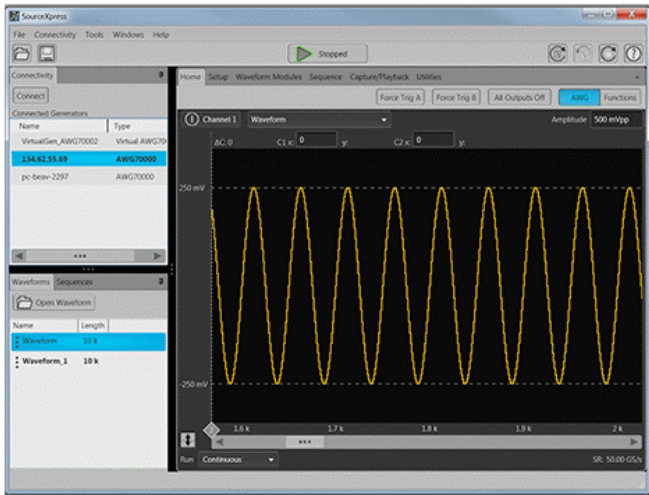 SourceXpress
File Connectivity Tools Windows Help
Stopped
Connectivity
Connect
Connected Generators
Name Type
VirtualGen_AWG70002 Virtual AWG70
134.62.55.69 AWG70000
pc-beav-2297 AWG70000
Waveforms Sequences
Open Waveform
Name Length
Waveform 10 k
Waveform_1 10 k
Home Setup Waveform Modules Sequence Capture/Playback Utilities
Force Trig A Force Trig B All Outputs Off AWG Functions
Channel 1 Waveform Amplitude 500 mVpp
ΔC: 0 C1 x: 0 y: C2 x: 0 y:
250 mV
-250 mV
1.6 k 1.7 k 1.8 k 1.9 k 2 k
Run Continuous SR: 50.00 GS/s